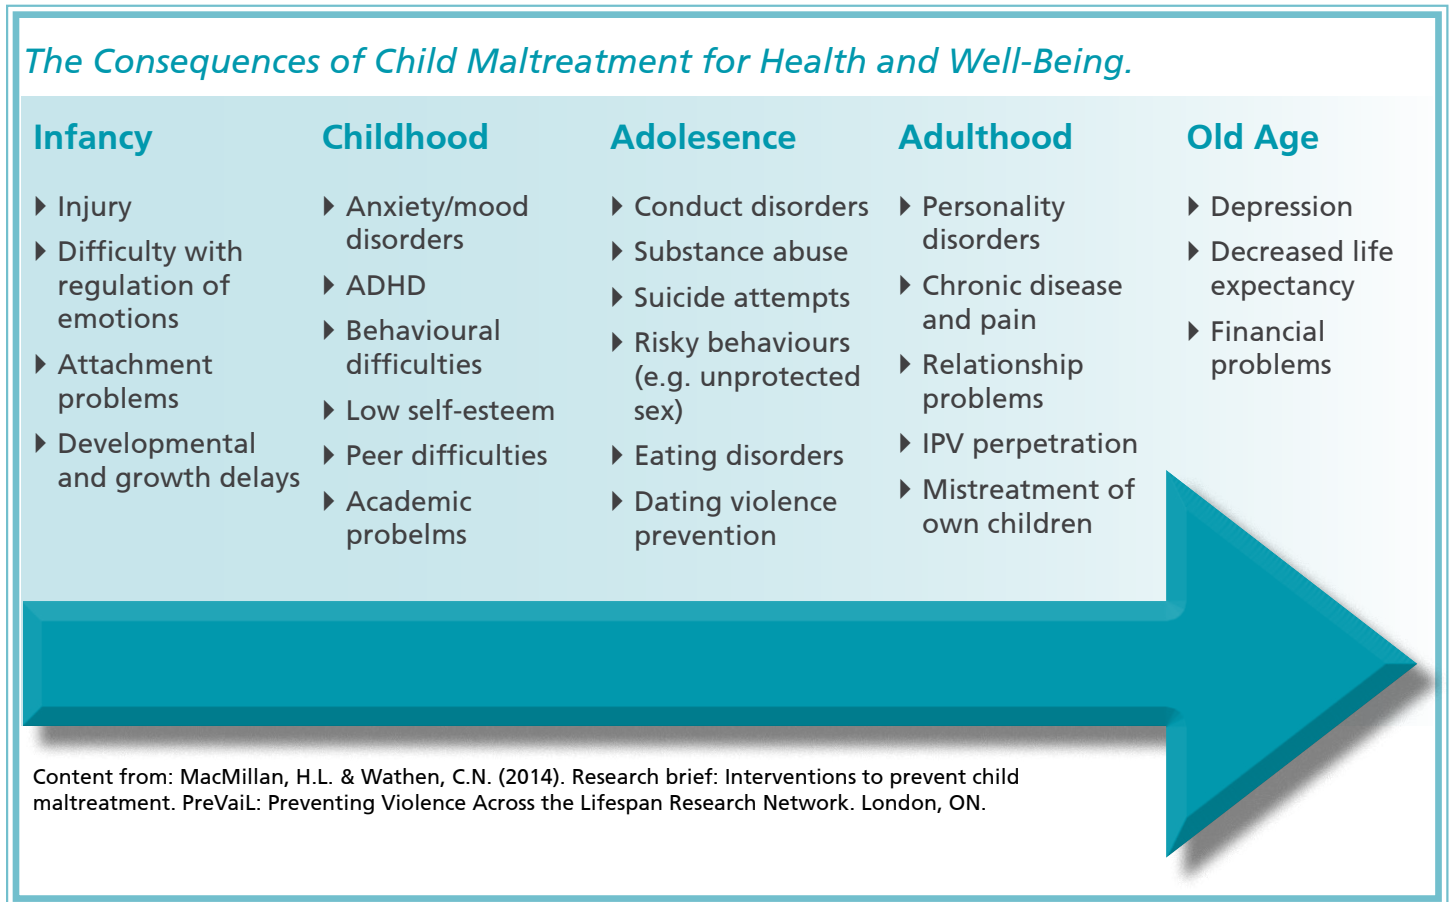 The Consequences of Child Maltreatment for Health and Well-Being.
Infancy
Injury
Difficulty with
regulation of
emotions
Attachment
problems
Developmental
and growth delays
Childhood
Anxiety/mood
disorders
ADHD
Behavioural
difficulties
Low self-esteem
Peer difficulties
Academic
probelms
Adolesence
Conduct disorders
Substance abuse
Suicide attempts
Risky behaviours
(e.g. unprotected
sex)
Eating disorders
Dating violence
prevention
Adulthood
Personality
disorders
Chronic disease
and pain
Relationship
problems
IPV perpetration
Mistreatment of
own children
Old Age
Depression
Decreased life
expectancy
Financial
problems
Content from: MacMillan, H.L. & Wathen, C.N. (2014). Research brief: Interventions to prevent child
maltreatment. PreVaiL: Preventing Violence Across the Lifespan Research Network. London, ON.